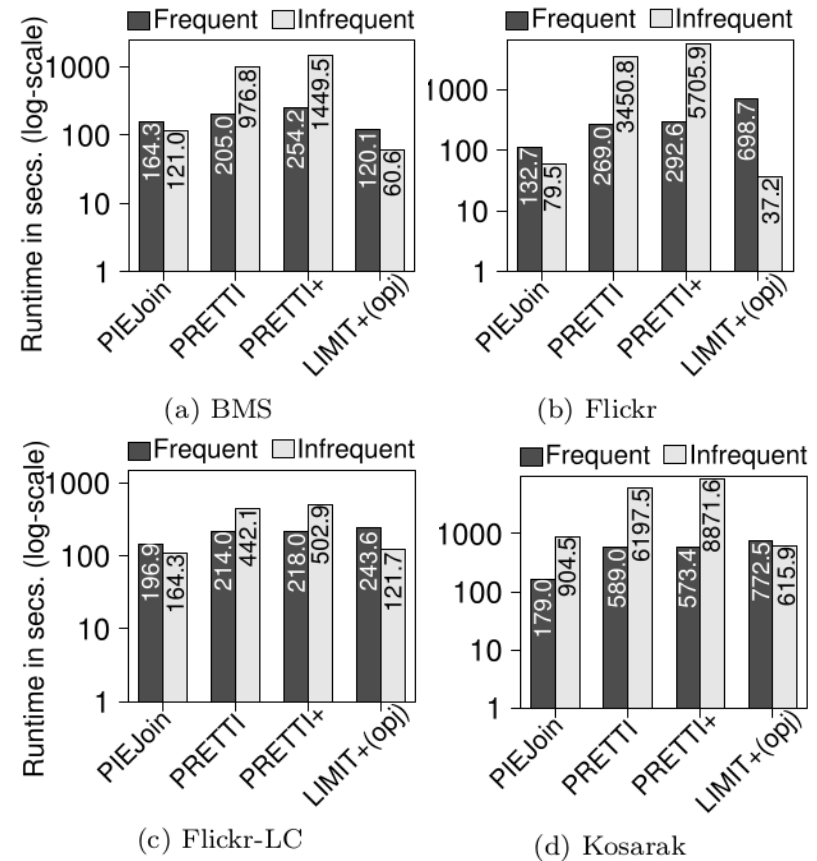 Frequent Infrequent
Runtime in secs. (log-scale)
1000
100
10
1
164.3
121.0
205.0
976.8
254.2
1449.5
120.1
60.6
PIEJoin
PRETTI
PRETTI+
LIMIT+(opj)
(a) BMS
Frequent Infrequent
1000
100
10
1
132.7
79.5
269.0
3450.8
292.6
5705.9
698.7
37.2
PIEJoin
PRETTI
PRETTI+
LIMIT+(opj)
(b) Flickr
Frequent Infrequent
Runtime in secs. (log-scale)
1000
100
10
1
196.9
164.3
214.0
442.1
218.0
502.9
243.6
121.7
PIEJoin
PRETTI
PRETTI+
LIMIT+(opj)
(c) Flickr-LC
Frequent Infrequent
1000
100
10
1
179.0
904.5
589.0
6197.5
573.4
8871.6
772.5
615.9
PIEJoin
PRETTI
PRETTI+
LIMIT+(opj)
(d) Kosarak